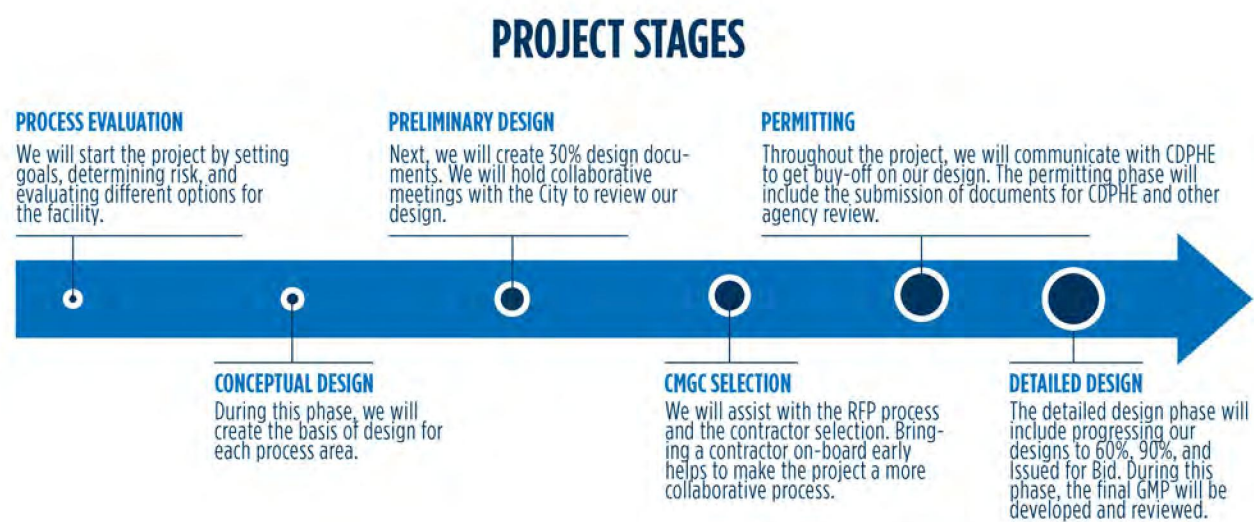 PROJECT STAGES
PROCESS EVALUATION
We will start the project by setting
goals, determining risk, and
evaluating different options for
the facility.
PRELIMINARY DESIGN
Next, we will create 30% design docu-
ments. We will hold collaborative
meetings with the City to review our
design.
PERMITTING
Throughout the project, we will communicate with CDPHE
to get buy-off on our design. The permitting phase will
include the submission of documents for CDPHE and other
agency review.
CONCEPTUAL DESIGN
During this phase, we will
create the basis of design for
each process area.
CMGC SELECTION
We will assist with the RFP process
and the contractor selection. Bring-
ing a contractor on-board early
helps to make the project a more
collaborative process.
DETAILED DESIGN
The detailed design phase will
include progressing our
designs to 60%, 90%, and
Issued for Bid. During this
phase, the final GMP will be
developed and reviewed.